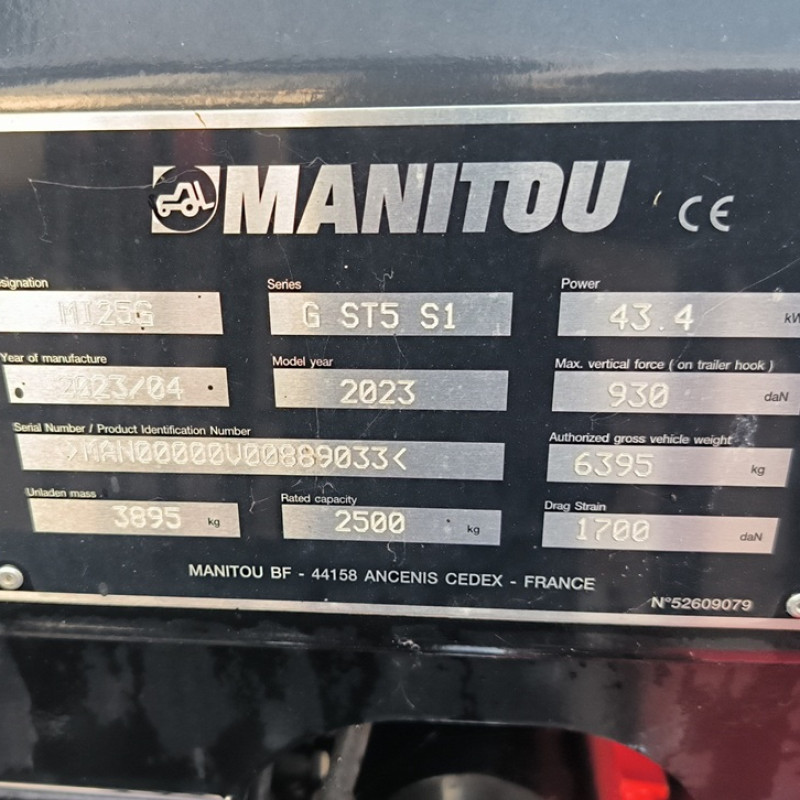 MANITOU CE
signation Series Power
MI25G G ST5 S1 43.4 kW
Year of manufacture Model year Max. vertical force ( on trailer hook )
2023/04 2023 930 daN
Serial Number / Product Identification Number Authorized gross vehicle weight
>MAN00000V00889033< 6395 kg
Unladen mass Rated capacity Drag Strain
3895 kg 2500 kg 1700 daN
MANITOU BF - 44158 ANCENIS CEDEX - FRANCE
N°52609079